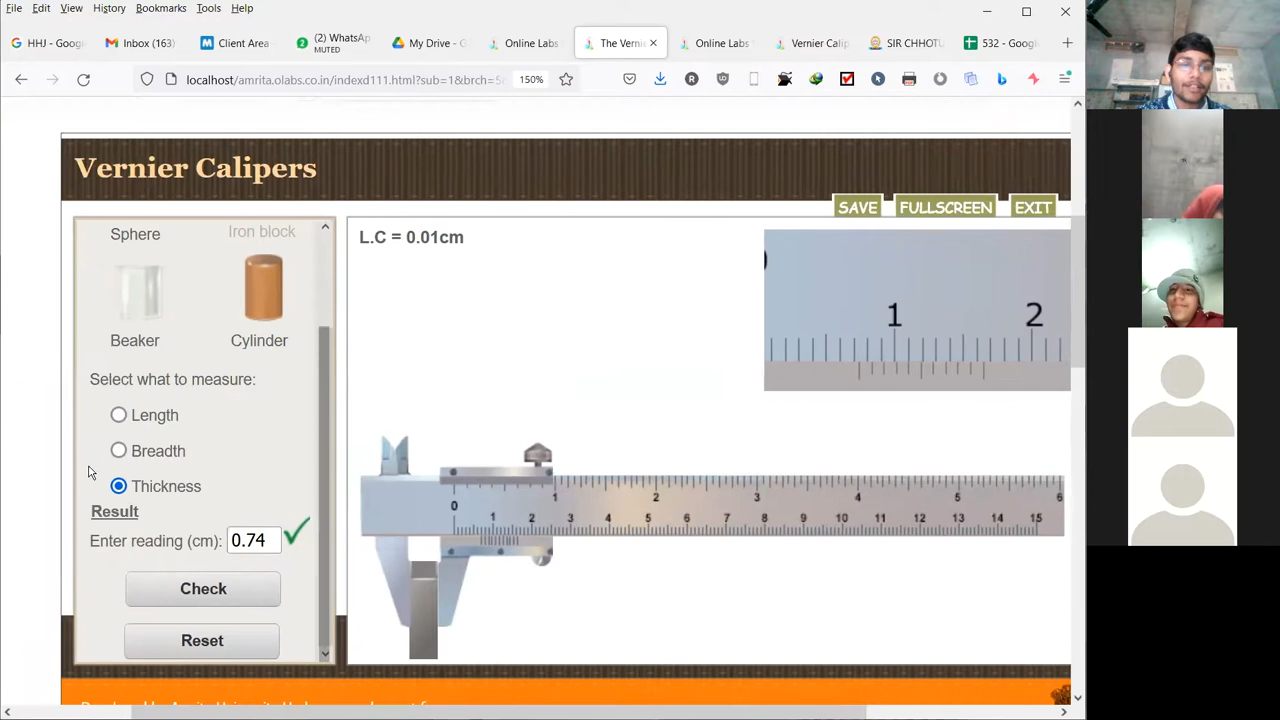 File Edit View History Bookmarks Tools Help
HHJ - Goog
Inbox (163)
Client Area
(2) WhatsAp
MUTED
My Drive - G
Online Labs
The Verni
Online Labs
Vernier Calip
SIR CHHOTU
532 - Google
localhost/amrita.olabs.co.in/indexd111.html?sub=1&brch=5
150%
Vernier Calipers
SAVE FULLSCREEN EXIT
Sphere Iron block
Beaker Cylinder
Select what to measure:
Length
Breadth
Thickness
Result
Enter reading (cm): 0.74
Check
Reset
L.C = 0.01cm
1 2
1 2 3 4 5 6
0 1 2 3 4 5 6 7 8 9 10 11 12 13 14 15